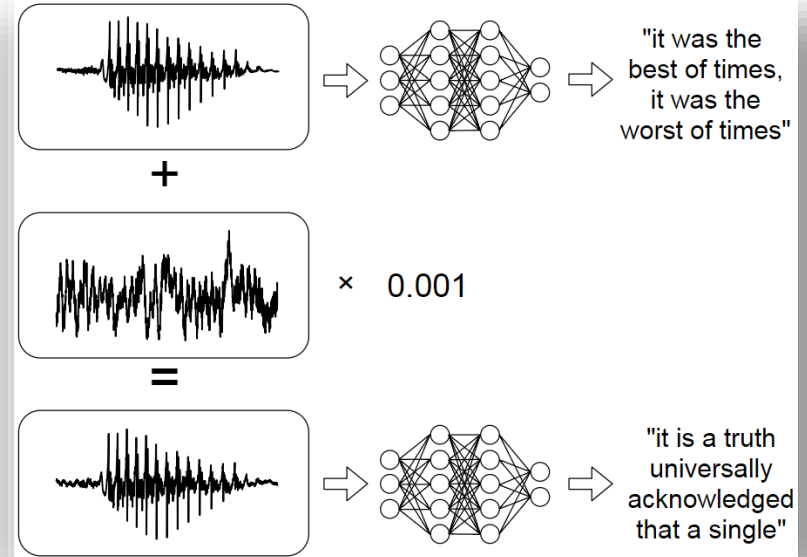 "it was the
best of times,
it was the
worst of times"
+
× 0.001
=
"it is a truth
universally
acknowledged
that a single"